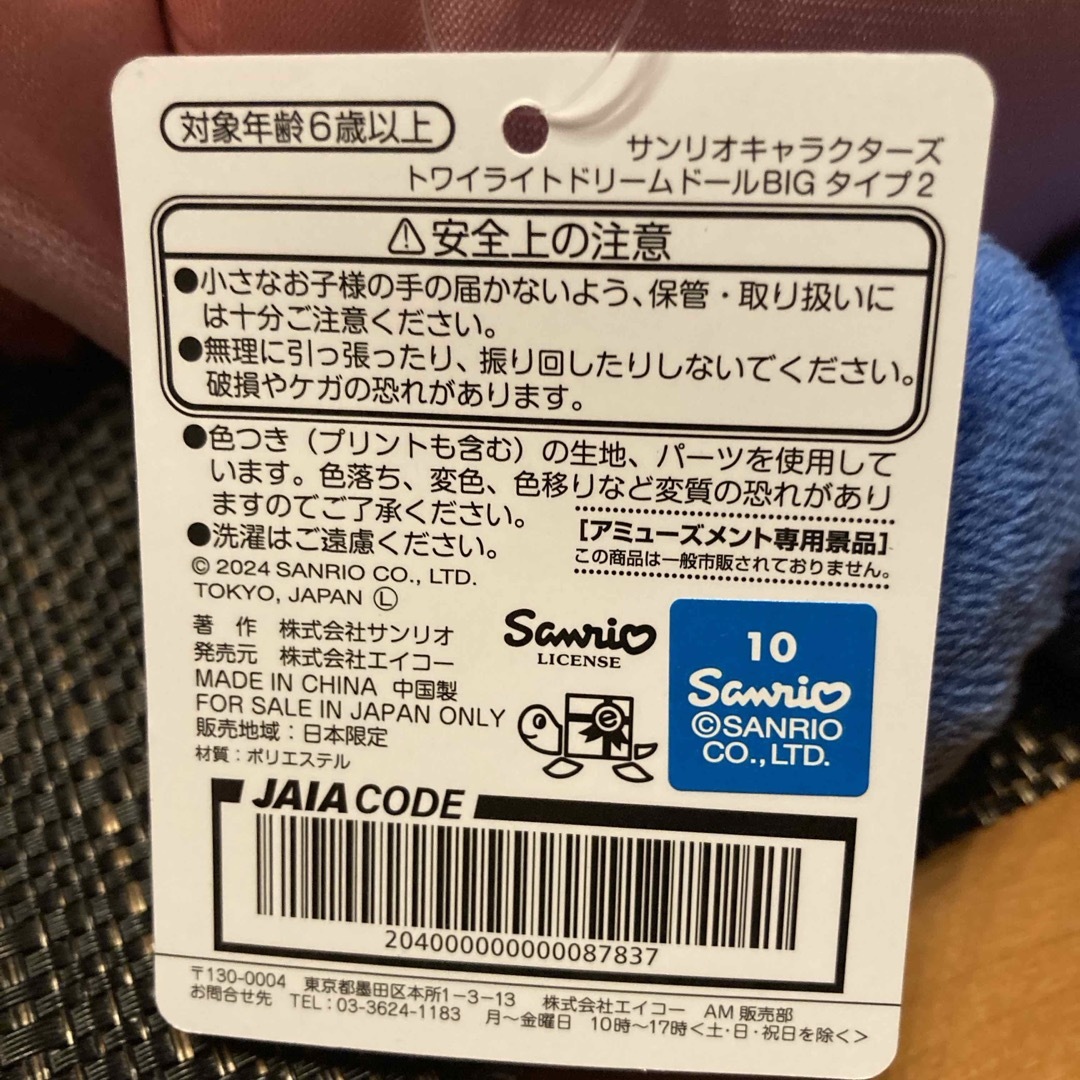 対象年齢6歳以上
サンリオキャラクターズ
トワイライトドリームドールBIG タイプ2
⚠安全上の注意
●小さなお子様の手の届かないよう、保管・取り扱いに
は十分ご注意ください。
●無理に引っ張ったり、振り回したりしないでください。
破損やケガの恐れがあります。
●色つき（プリントも含む）の生地、パーツを使用して
います。色落ち、変色、色移りなど変質の恐れがあり
ますのでご了承ください。
●洗濯はご遠慮ください。
[アミューズメント専用景品]
この商品は一般市販されておりません。
© 2024 SANRIO CO., LTD.
TOKYO, JAPAN Ⓛ
著 作 株式会社サンリオ
発売元 株式会社エイコー
MADE IN CHINA 中国製
FOR SALE IN JAPAN ONLY
販売地域：日本限定
材質：ポリエステル
Sanrio
LICENSE
e
10
Sanrio
©SANRIO
CO.,LTD.
JAIA CODE
204000000000087837
〒130-0004 東京都墨田区本所1-3-13 株式会社エイコー AM販売部
お問合せ先 TEL：03-3624-1183 月〜金曜日 10時〜17時<土・日・祝日を除く>